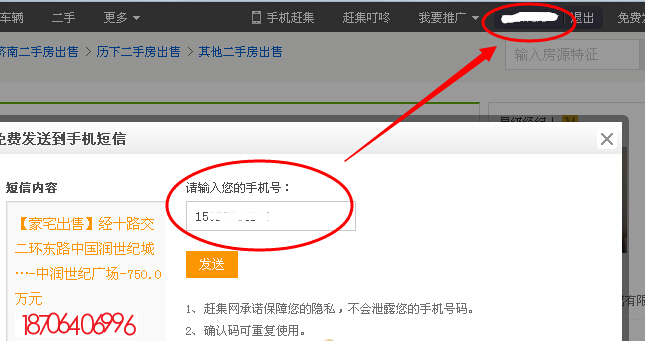 车辆 二手 更多 手机赶集 赶集叮咚 我要推广 退出 免费发
济南二手房出售 > 历下二手房出售 > 其他二手房出售
输入房源特征
免费发送到手机短信
短信内容
请输入您的手机号：
【豪宅出售】经十路交
二环东路中国润世纪城
…-中润世纪广场-750.0
万元
18706406996
发送
1、赶集网承诺保障您的隐私，不会泄露您的手机号码。
2、确认码可重复使用。